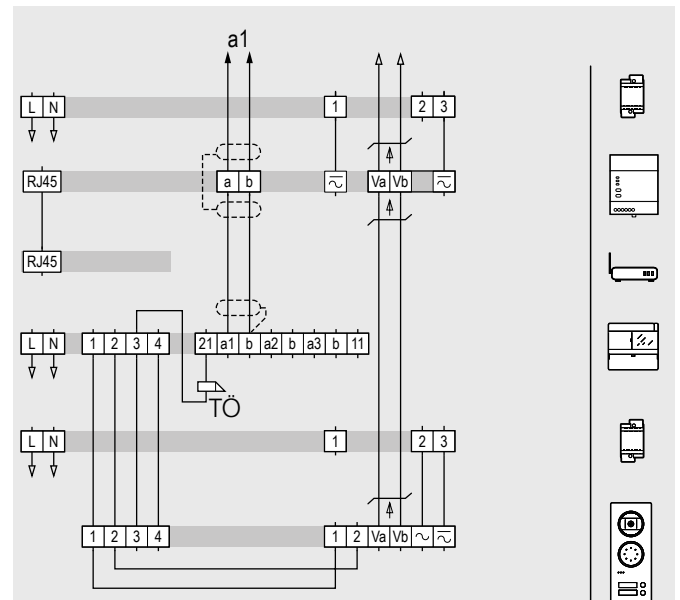 a1
L N 1 2 3
RJ45 a b Va Vb
RJ45
L N 1 2 3 4 21 a1 b a2 b a3 b 11
TÖ
L N 1 2 3
1 2 3 4 1 2 Va Vb